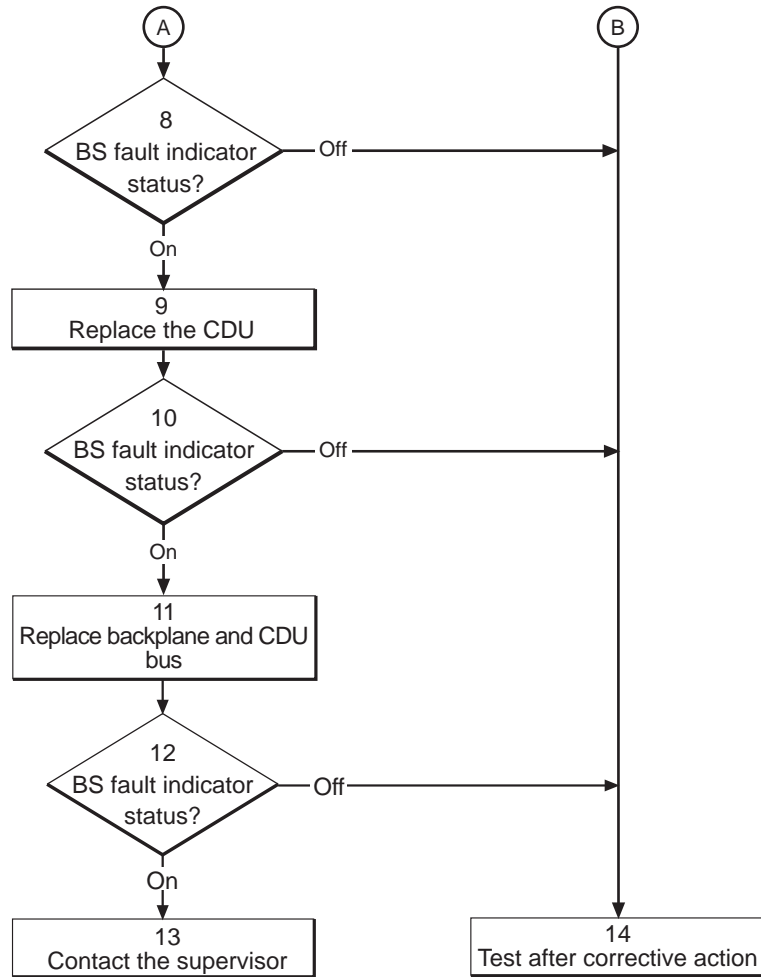 A
B
8
BS fault indicator
status?
Off
On
9
Replace the CDU
10
BS fault indicator
status?
Off
On
11
Replace backplane and CDU
bus
12
BS fault indicator
status?
Off
On
13
Contact the supervisor
14
Test after corrective action